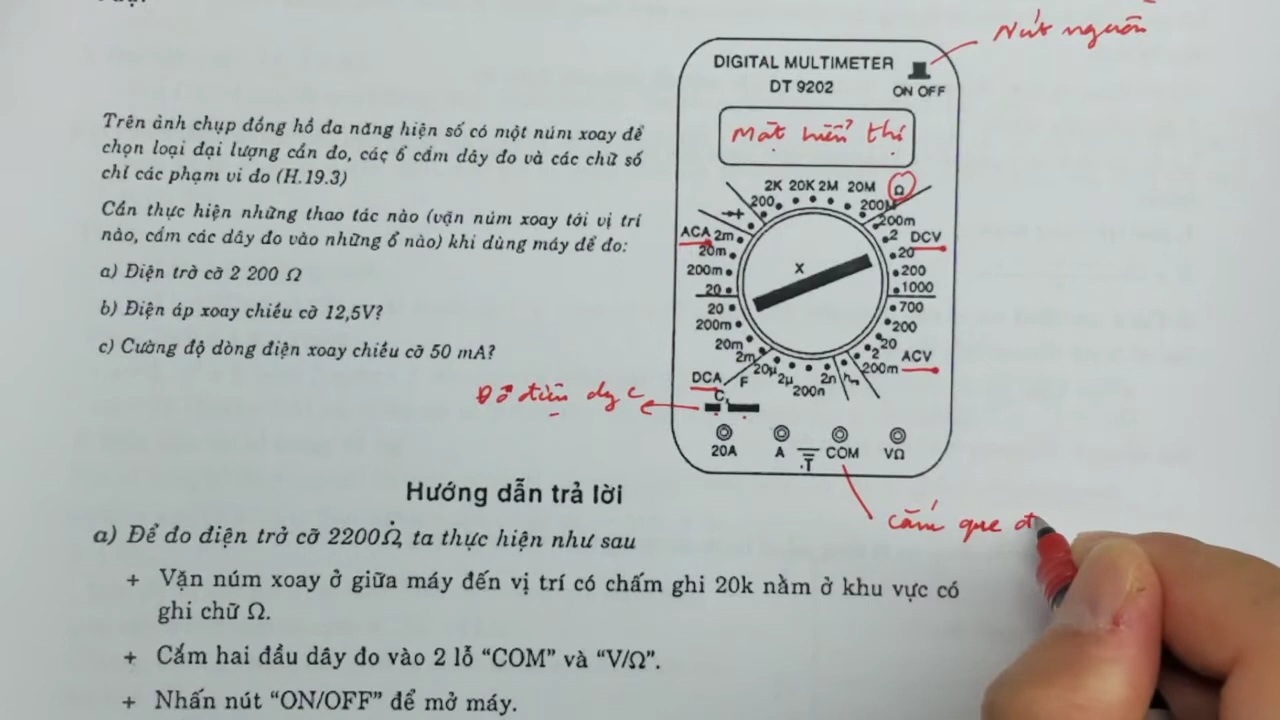 Nút nguồn
DIGITAL MULTIMETER
DT 9202
ON OFF
Mặt hiển thị
Trên ảnh chụp đồng hồ đa năng hiện số có một núm xoay để
chọn loại đại lượng cần đo, các ổ cắm dây đo và các chữ số
chỉ các phạm vi đo (H.19.3)
Cần thực hiện những thao tác nào (vặn núm xoay tới vị trí
nào, cắm các dây đo vào những ổ nào) khi dùng máy để đo:
a) Điện trở cỡ 2 200 Ω
b) Điện áp xoay chiều cỡ 12,5V?
c) Cường độ dòng điện xoay chiều cỡ 50 mA?
200 2K 20K 2M 20M 200M Ω
ACA 2m 20m 200m 20
DCV 200m 2 20 200 1000
X
ACV 700 200 20 2 200m
DCA 20 200m 20m 2m
F 20µ 2µ 200n 2n
Cx
20A A COM VΩ
cắm que đ
Hướng dẫn trả lời
a) Để đo điện trở cỡ 2200Ω, ta thực hiện như sau
+ Vặn núm xoay ở giữa máy đến vị trí có chấm ghi 20k nằm ở khu vực có
ghi chữ Ω.
+ Cắm hai đầu dây đo vào 2 lỗ “COM” và “V/Ω”.
+ Nhấn nút “ON/OFF” để mở máy.